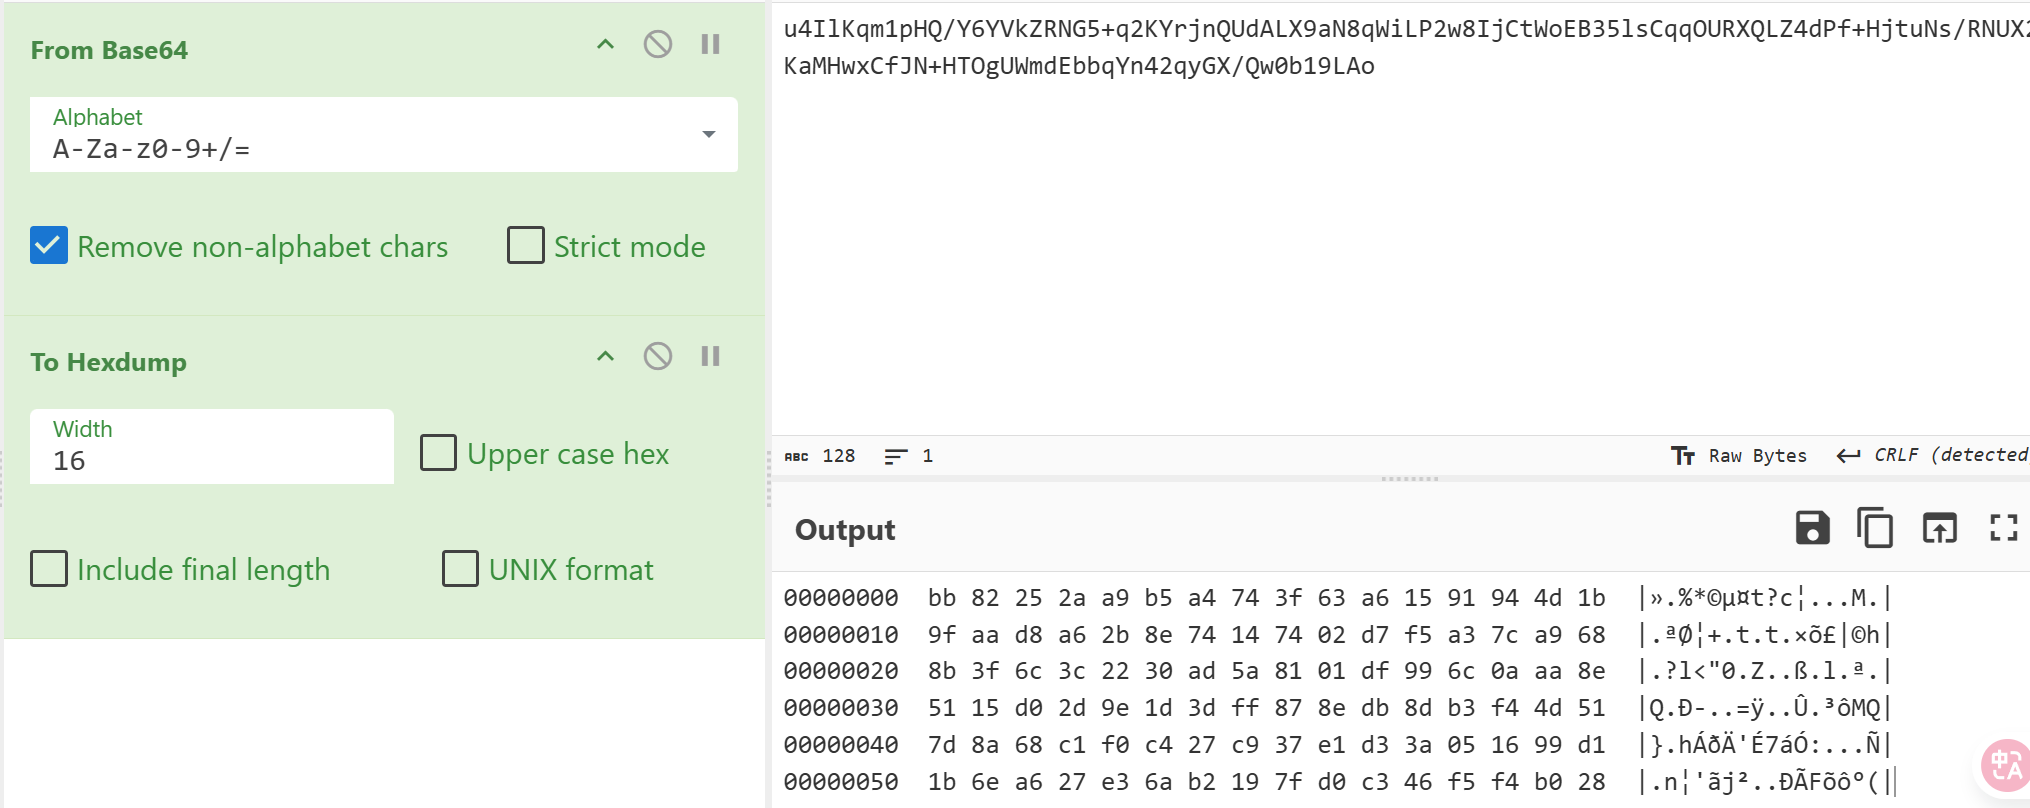 From Base64
Alphabet
A-Za-z0-9+/=
Remove non-alphabet chars
Strict mode
To Hexdump
Width
16
Upper case hex
Include final length
UNIX format
u4IlKqm1pHQ/Y6YVkZRNG5+q2KYrjnQUdALX9aN8qWiLP2w8IjCtWoEB35lsCqqOURXQLZ4dPf+HjtuNs/RNUX2
KaMHwxCfJN+HTOgUWmdEbbqYn42qyGX/Qw0b19LAo
ABC 128 1
Raw Bytes CRLF (detected
Output
00000000 bb 82 25 2a a9 b5 a4 74 3f 63 a6 15 91 94 4d 1b |».%*©µ¤t?c¦...M.|
00000010 9f aa d8 a6 2b 8e 74 14 74 02 d7 f5 a3 7c a9 68 |.ªØ¦+.t.t.×õ£|©h|
00000020 8b 3f 6c 3c 22 30 ad 5a 81 01 df 99 6c 0a aa 8e |.?l<"0.Z..ß.l.ª.|
00000030 51 15 d0 2d 9e 1d 3d ff 87 8e db 8d b3 f4 4d 51 |Q.Ð-..=ÿ..Û.³ôMQ|
00000040 7d 8a 68 c1 f0 c4 27 c9 37 e1 d3 3a 05 16 99 d1 |}.hÁðÄ'É7áÓ:...Ñ|
00000050 1b 6e a6 27 e3 6a b2 19 7f d0 c3 46 f5 f4 b0 28 |.n¦'ãj²..ÐÃFõô°(|
中A